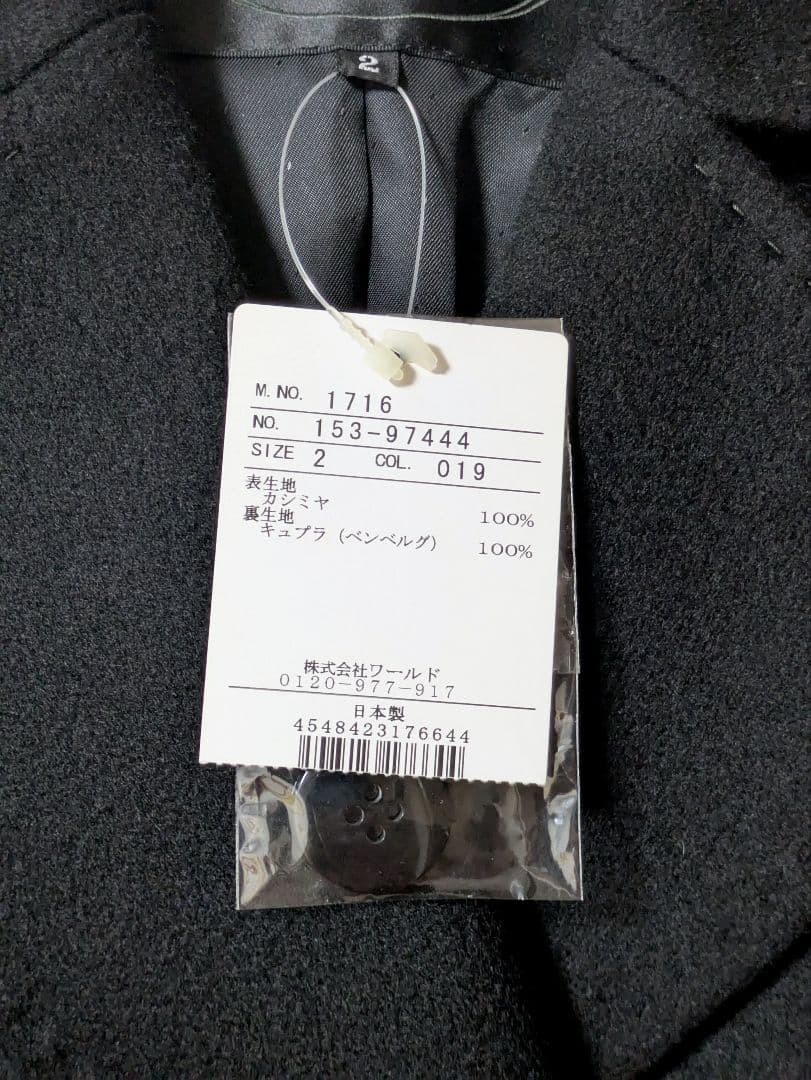 2
M. NO. 1716
NO. 153-97444
SIZE 2 COL. 019
表生地
カシミヤ 100%
裏生地
キュプラ (ベンベルグ) 100%
株式会社ワールド
0120-977-917
日本製
4548423176644